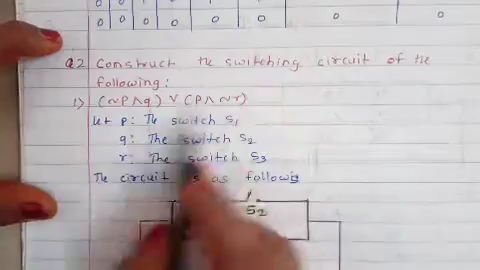 0 0 1 0 0 0 0 0
Q2 Construct the switching circuit of the
following:
1) (~p∧q) ∨ (p∧~r)
Let p: The switch S₁
q: The switch S₂
r: The switch S₃
The circuit is as follows
S₂